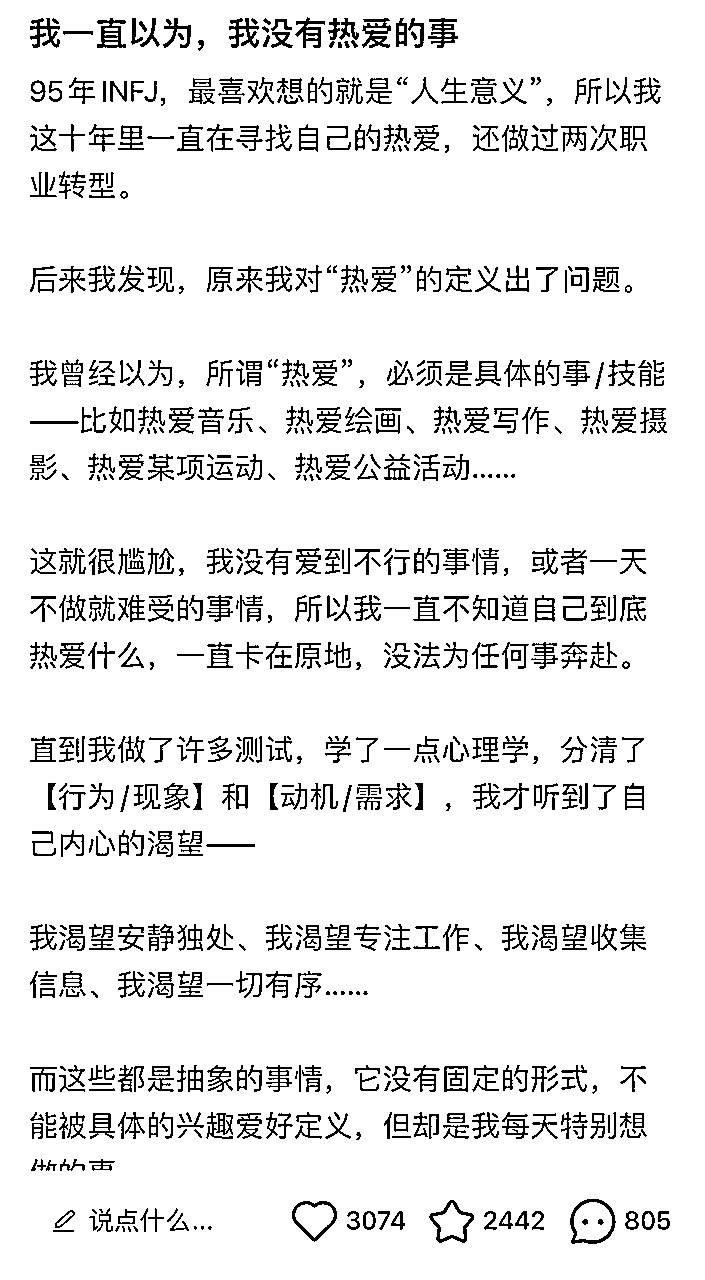 我一直以为，我没有热爱的事
95年INFJ，最喜欢想的就是“人生意义”，所以我
这十年里一直在寻找自己的热爱，还做过两次职
业转型。
后来我发现，原来我对“热爱”的定义出了问题。
我曾经以为，所谓“热爱”，必须是具体的事/技能
——比如热爱音乐、热爱绘画、热爱写作、热爱摄
影、热爱某项运动、热爱公益活动……
这就很尴尬，我没有爱到不行的事情，或者一天
不做就难受的事情，所以我一直不知道自己到底
热爱什么，一直卡在原地，没法为任何事奔赴。
直到我做了许多测试，学了一点心理学，分清了
【行为/现象】和【动机/需求】，我才听到了自
己内心的渴望——
我渴望安静独处、我渴望专注工作、我渴望收集
信息、我渴望一切有序……
而这些都是抽象的事情，它没有固定的形式，不
能被具体的兴趣爱好定义，但却是我每天特别想
做的事
说点什么...
3074
2442
805